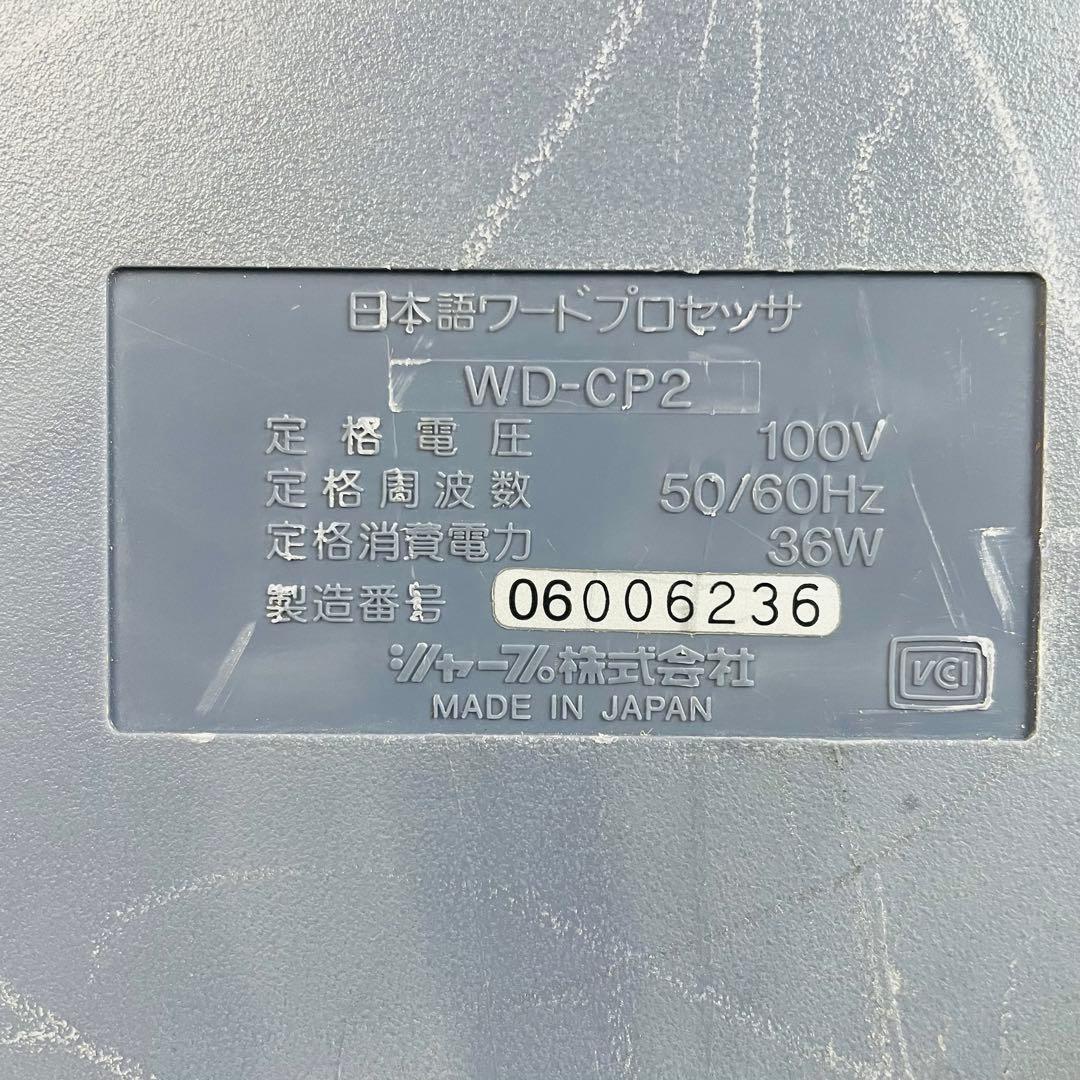 日本語ワードプロセッサ
WD-CP2
定格電圧 100V
定格周波数 50/60Hz
定格消費電力 36W
製造番号 06006236
シャープ株式会社
MADE IN JAPAN
VCI